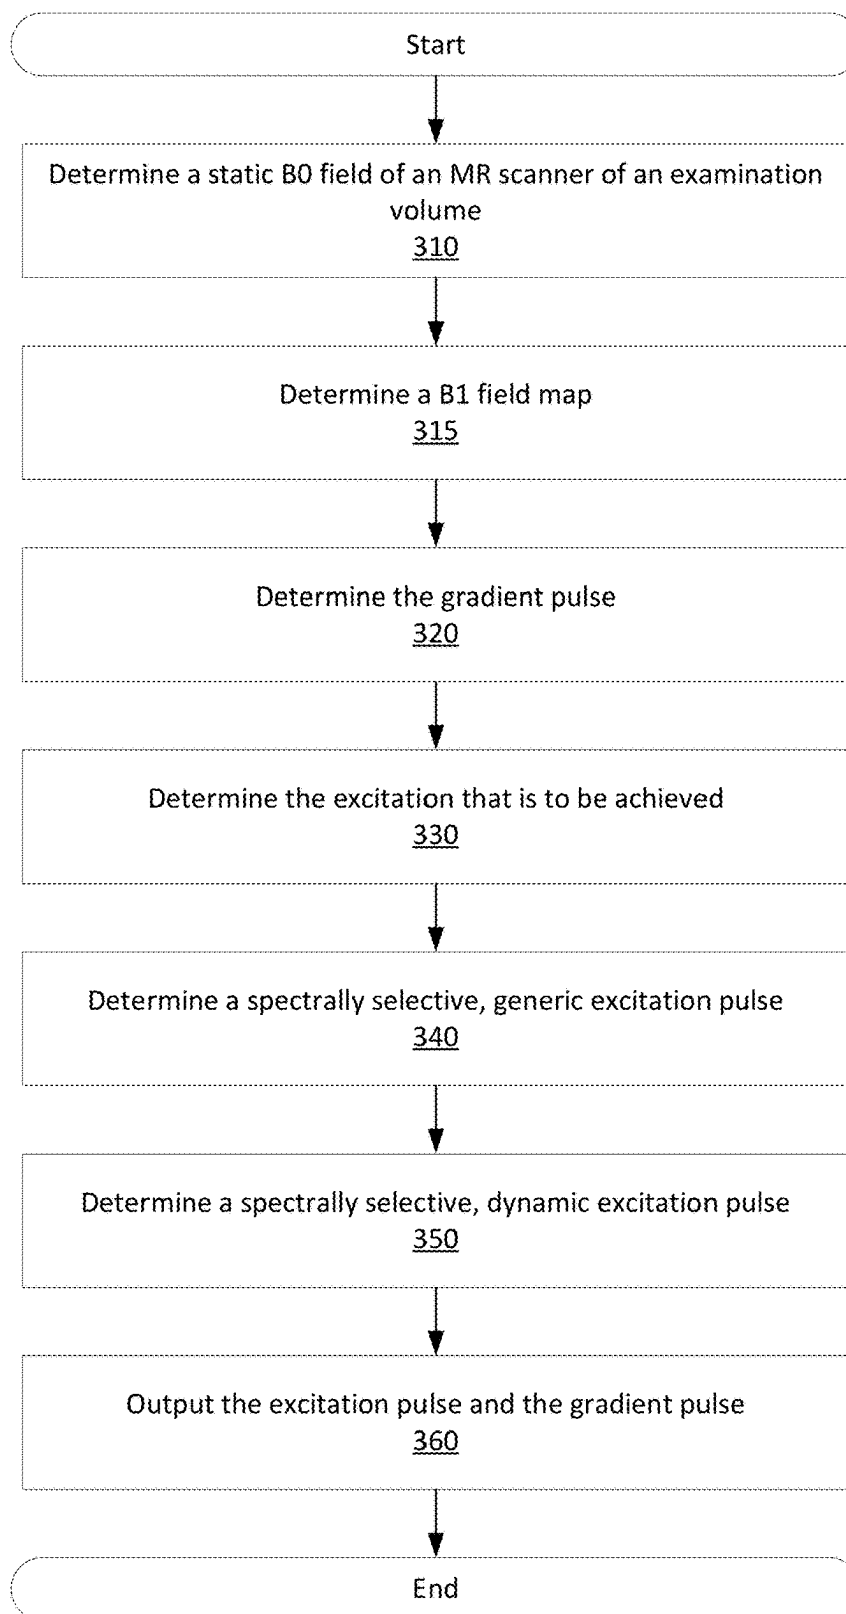 Start
Determine a static B0 field of an MR scanner of an examination
volume
310
Determine a B1 field map
315
Determine the gradient pulse
320
Determine the excitation that is to be achieved
330
Determine a spectrally selective, generic excitation pulse
340
Determine a spectrally selective, dynamic excitation pulse
350
Output the excitation pulse and the gradient pulse
360
End